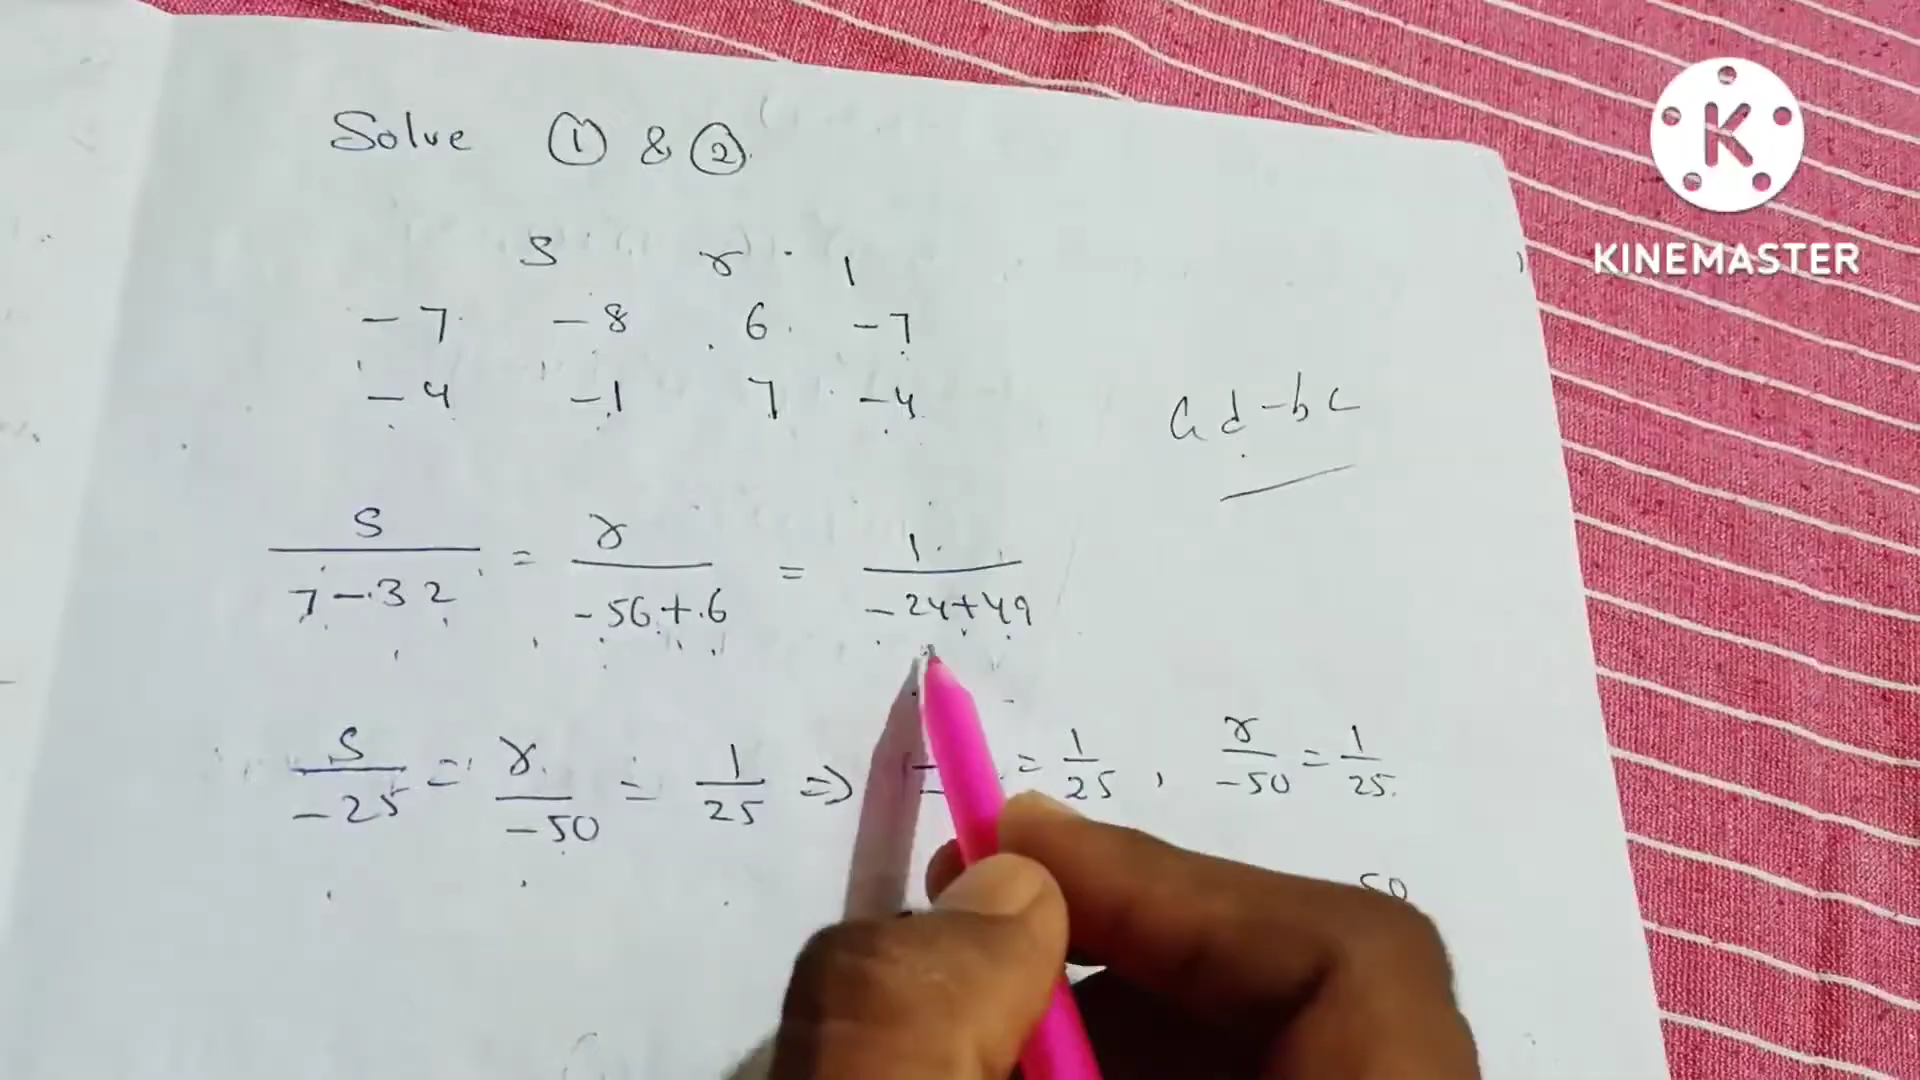 Solve ① & ②.
K
KINEMASTER
S r 1
-7 -8 6 -7
-4 -1 7 -4
ad-bc
S/7-32 = r/-56+6 = 1/-24+49
S/-25 = r/-50 = 1/25 ⇒ = 1/25, r/-50 = 1/25
50